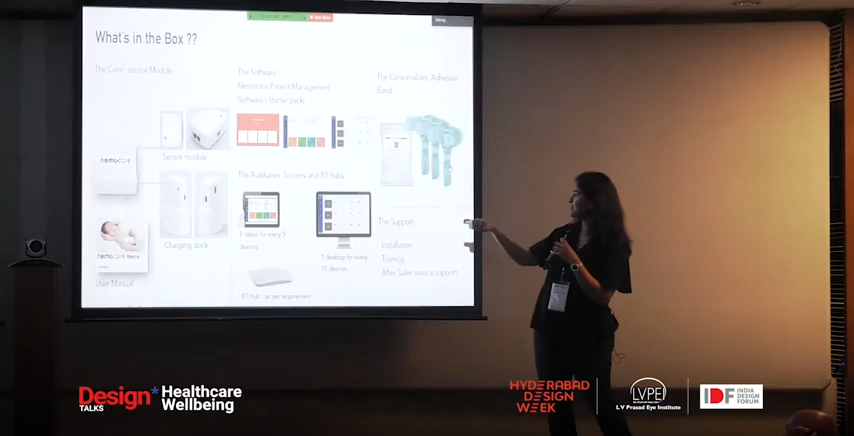 What's in the Box ??
The Core - sensor Module
nemocare
Sensor module
Charging dock
nemocare
User Manual
The Software
Nemocare Patient Management
Software ( Starter pack)
The Auxiliaries: Screens and BT hubs
1 tablet for every 5
devices
1 desktop for every
10 devices
BT Hub : as per requirement
The Consumables: Adhesive
Band
The Support
Installation
Training
After Sales service support
Design*
TALKS
Healthcare
Wellbeing
HYDERABAD
DESIGN
WEEK
LVPEI
L V Prasad Eye Institute
IDF
INDIA
DESIGN
FORUM